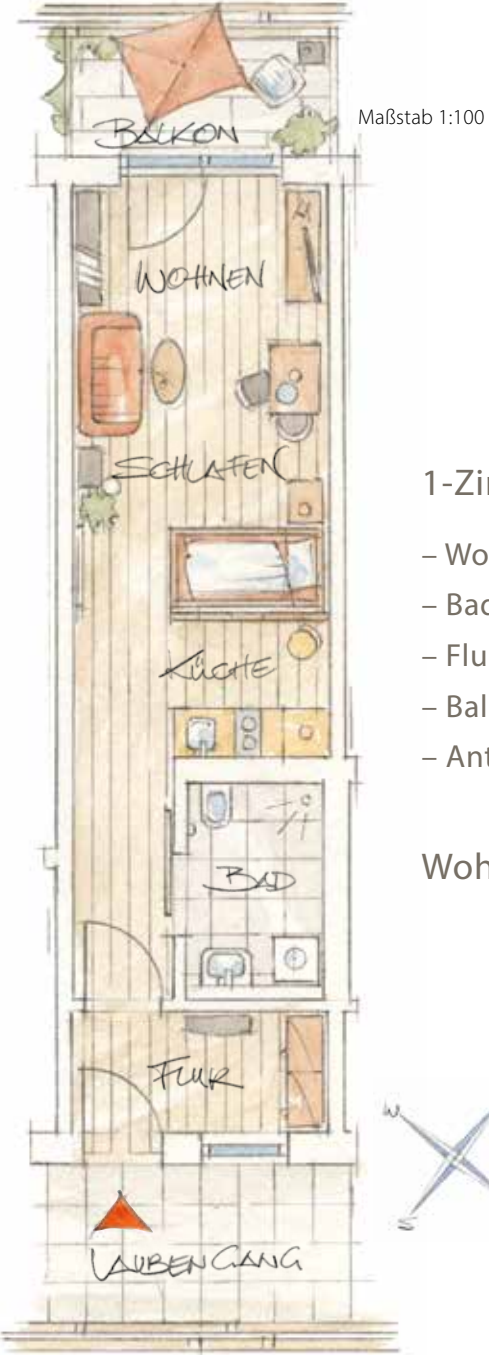 BALKON
Maßstab 1:100
WOHNEN
SCHLAFEN
1-Zi
– Wo
– Bad
– Flu
– Bal
– Ant
KÜCHE
Woh
BAD
FLUR
W
S
LAUBENGANG